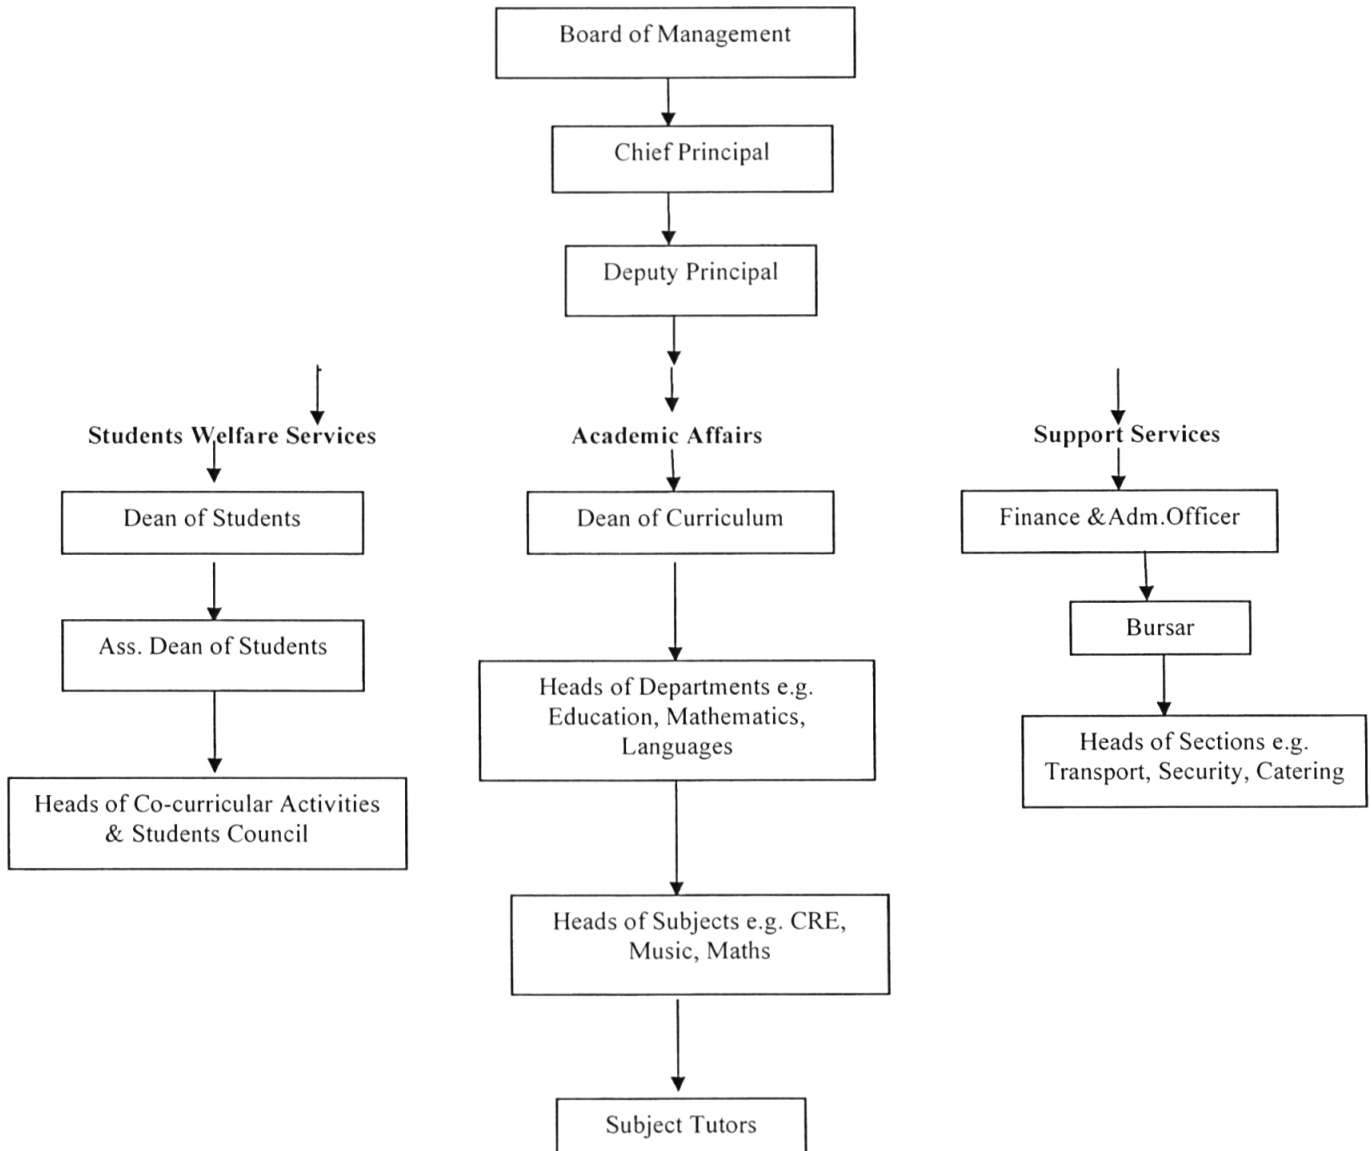 Board of Management
Chief Principal
Deputy Principal
Students Welfare Services
Academic Affairs
Support Services
Dean of Students
Dean of Curriculum
Finance &Adm.Officer
Ass. Dean of Students
Bursar
Heads of Departments e.g.
Education, Mathematics,
Languages
Heads of Sections e.g.
Transport, Security, Catering
Heads of Co-curricular Activities
& Students Council
Heads of Subjects e.g. CRE,
Music, Maths
Subject Tutors